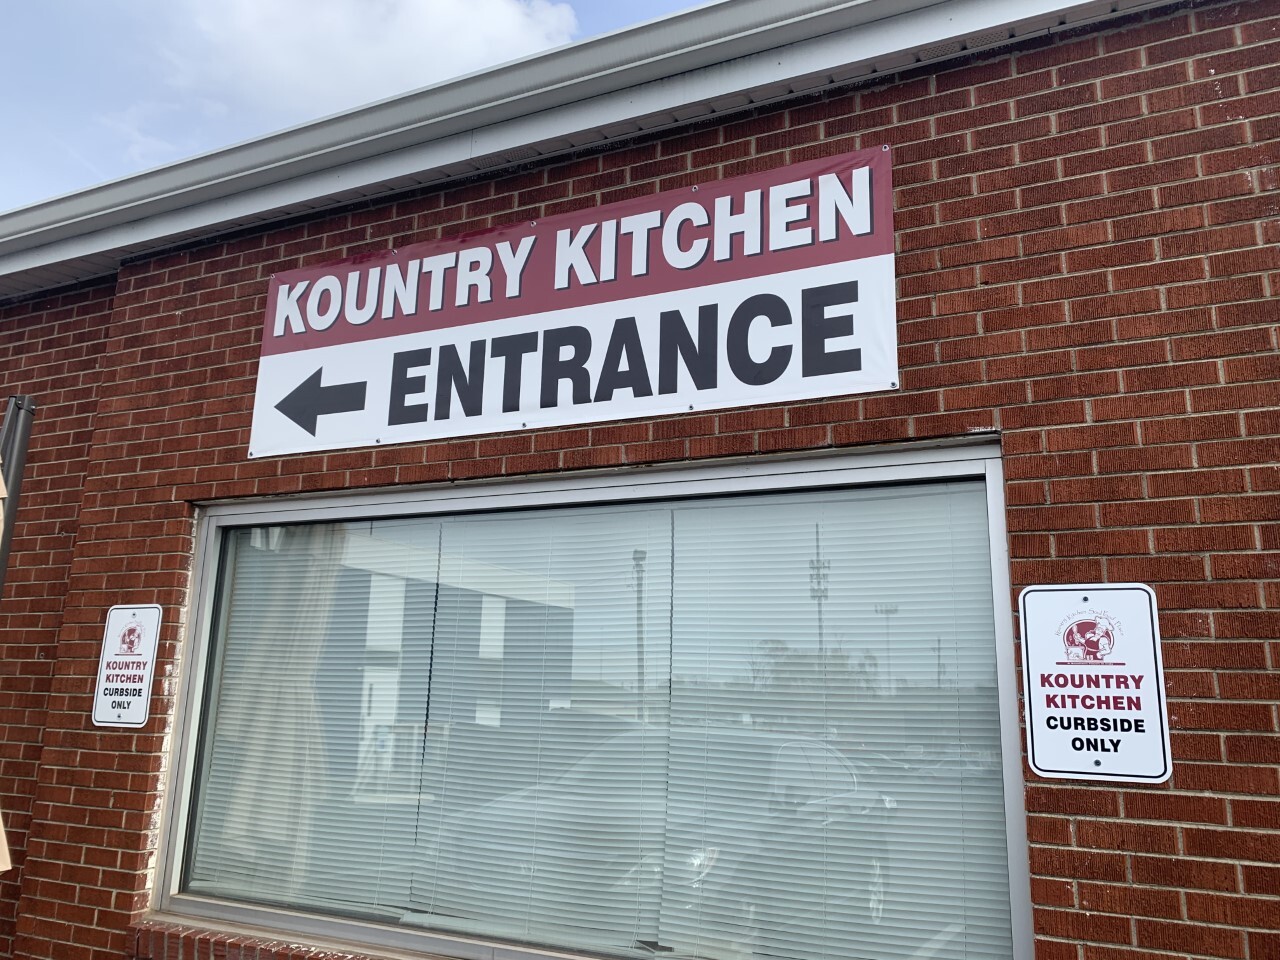 KOUNTRY KITCHEN
ENTRANCE
KOUNTRY
KITCHEN
CURBSIDE
ONLY
KOUNTRY
KITCHEN
CURBSIDE
ONLY